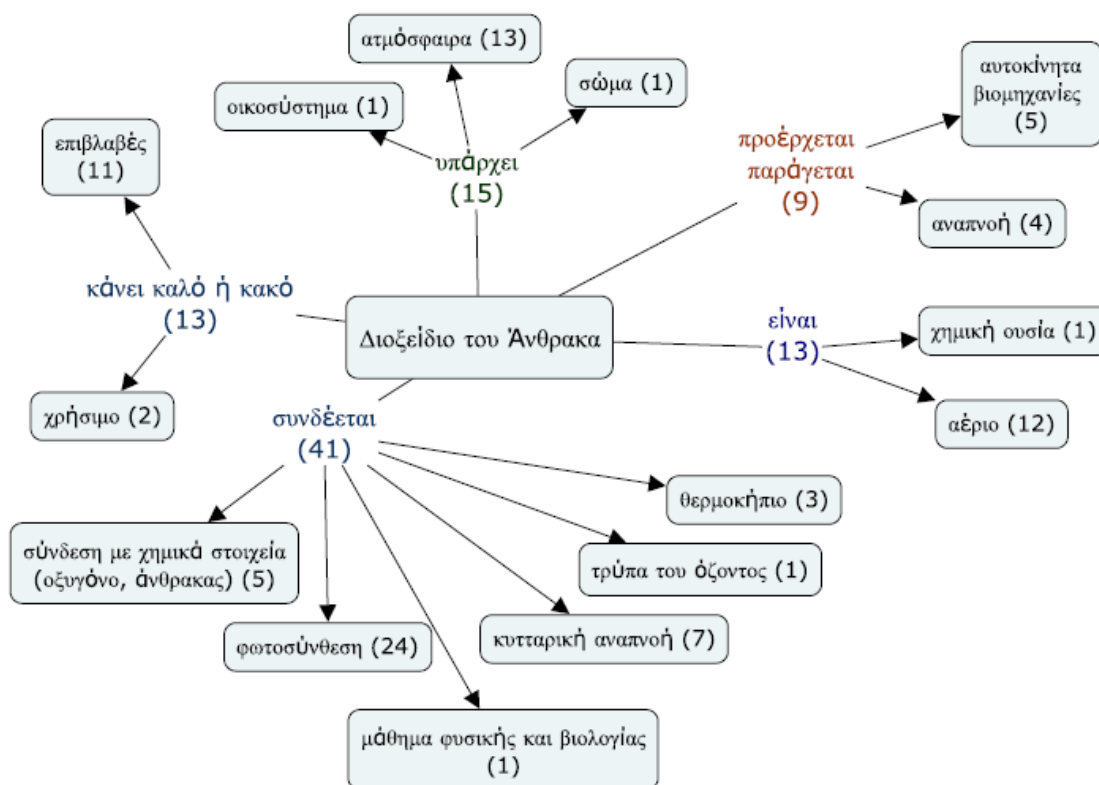 ατμόσφαιρα (13)
οικοσύστημα (1)
σώμα (1)
υπάρχει
(15)
αυτοκίνητα
βιομηχανίες
(5)
προέρχεται
παράγεται
(9)
αναπνοή (4)
επιβλαβές
(11)
κάνει καλό ή κακό
(13)
χρήσιμο (2)
Διοξείδιο του Άνθρακα
είναι
(13)
χημική ουσία (1)
αέριο (12)
συνδέεται
(41)
θερμοκήπιο (3)
τρύπα του όζοντος (1)
κυτταρική αναπνοή (7)
σύνδεση με χημικά στοιχεία
(οξυγόνο, άνθρακας) (5)
φωτοσύνθεση (24)
μάθημα φυσικής και βιολογίας
(1)